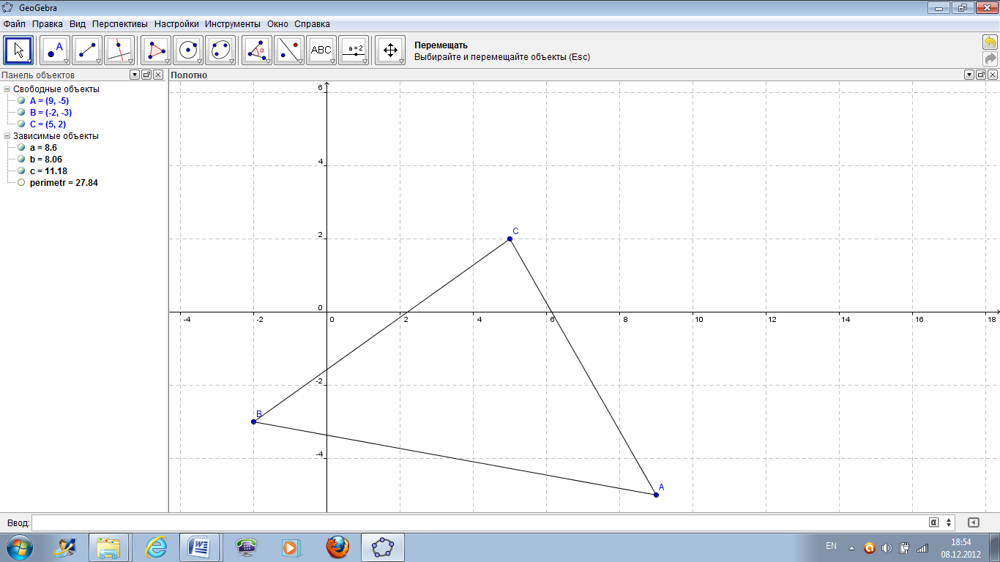 GeoGebra
Файл Правка Вид Перспективы Настройки Инструменты Окно Справка
A
α
ABC
a = 2
Перемещать
Выбирайте и перемещайте объекты (Esc)
Панель объектов
Полотно
Свободные объекты
A = (9, -5)
B = (-2, -3)
C = (5, 2)
Зависимые объекты
a = 8.6
b = 8.06
c = 11.18
perimetr = 27.84
6
4
2
0
-2
-4
-4 -2 0 2 4 6 8 10 12 14 16 18
C
B
A
Ввод:
α
EN
18:54
08.12.2012